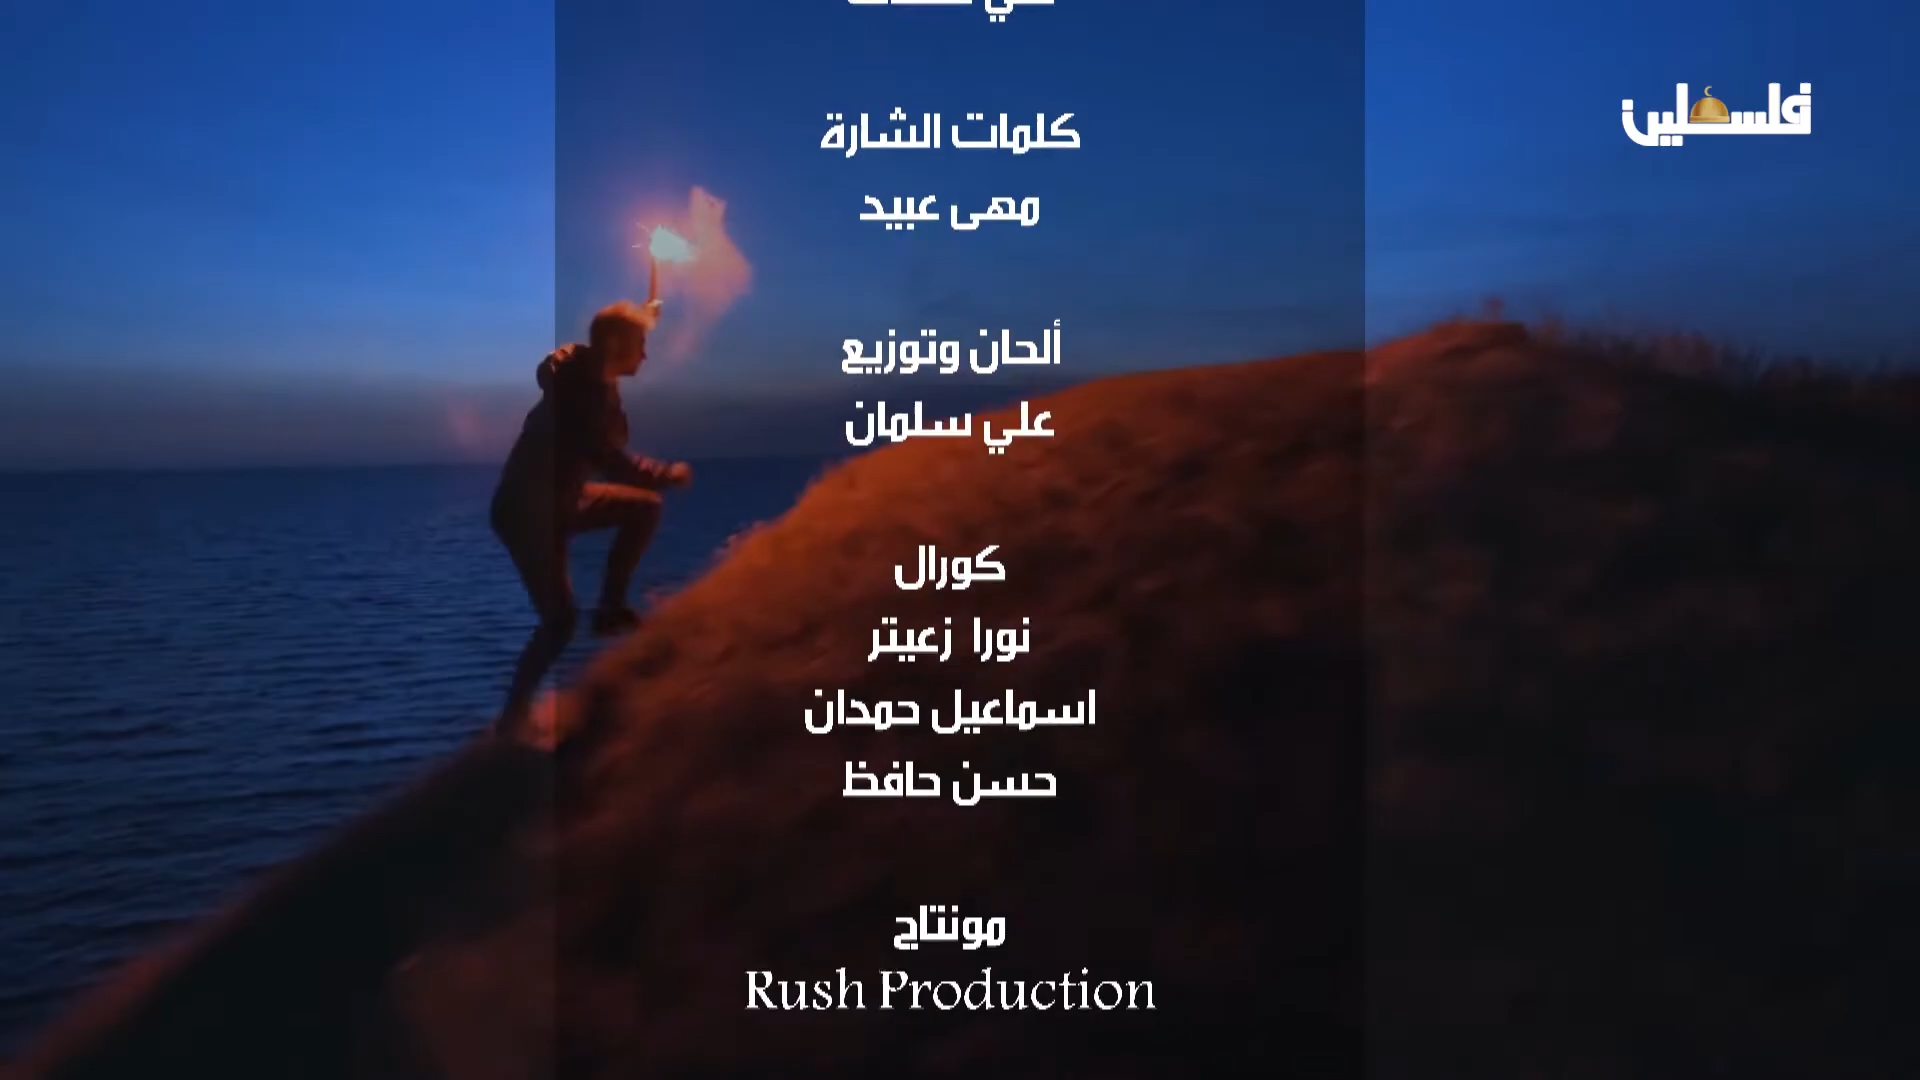 فلسطين
كلمات الشارة
مهى عبيد
ألحان وتوزيع
علي سلمان
كورال
نورا زعيتر
اسماعيل حمدان
حسن حافظ
مونتاج
Rush Production